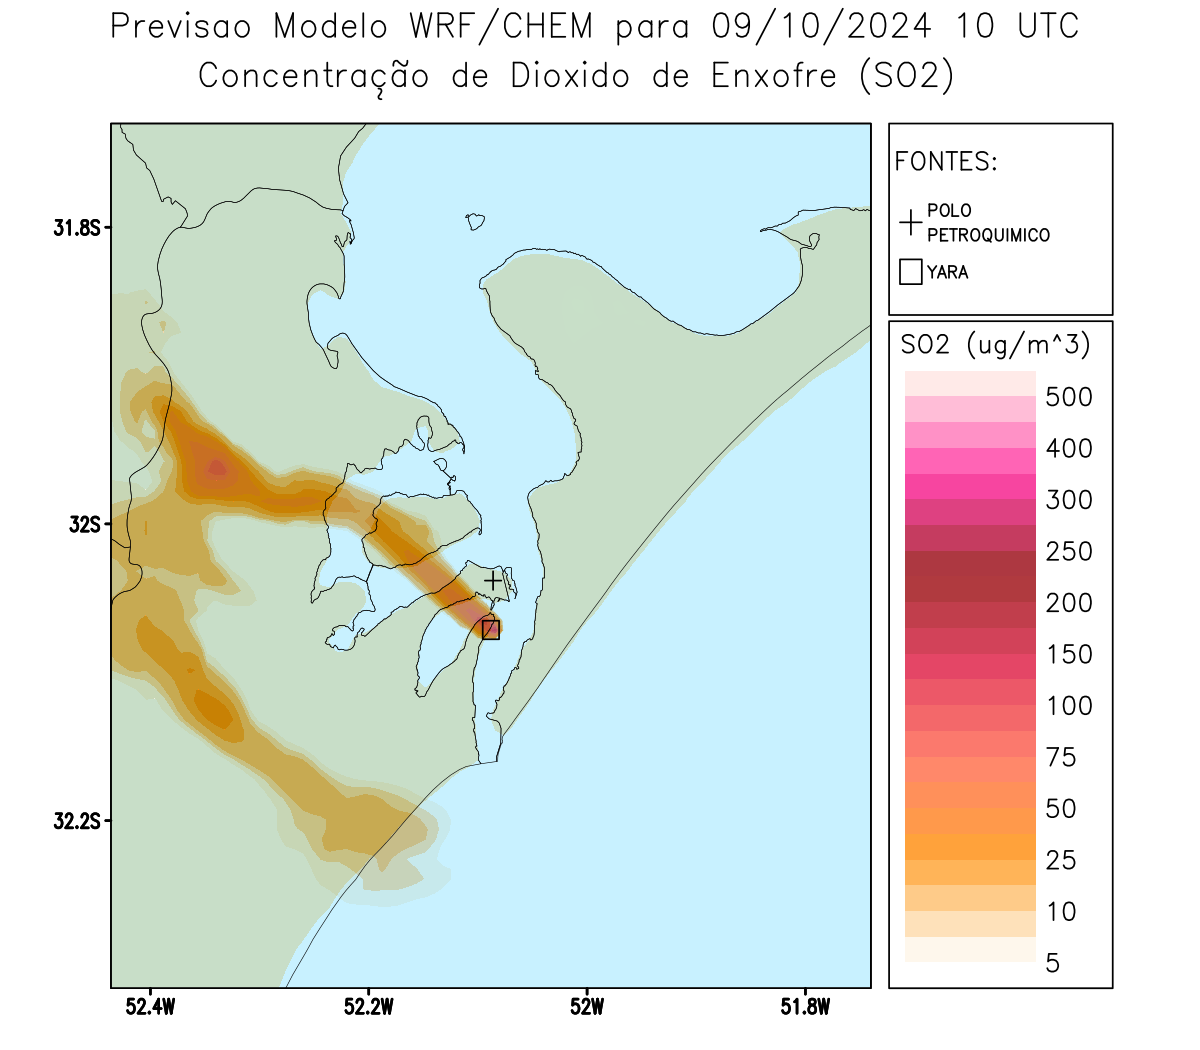 Previsao Modelo WRF/CHEM para 09/10/2024 10 UTC
Concentração de Dioxido de Enxofre (SO2)
FONTES:
POLO
PETROQUIMICO
YARA
31.8S
32S
32.2S
52.4W
52.2W
52W
51.8W
SO2 (ug/m^3)
500
400
300
250
200
150
100
75
50
25
10
5